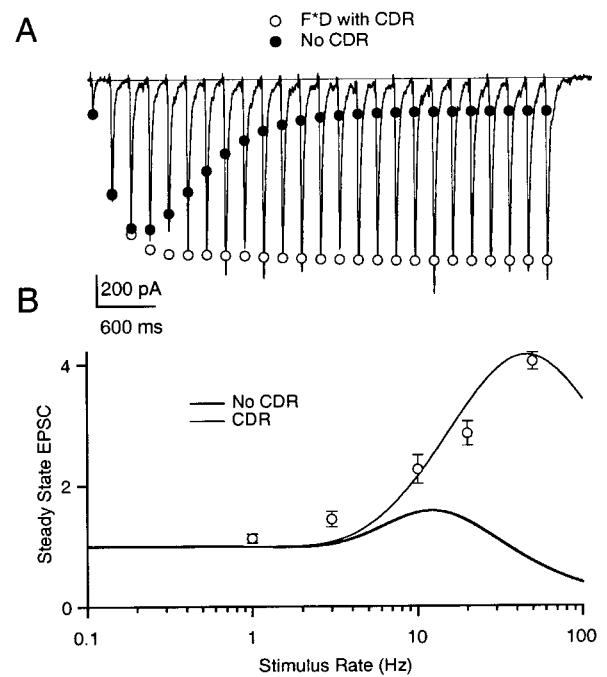 A
F*D with CDR
No CDR
200 pA
600 ms
B
4
2
0
Steady State EPSC
No CDR
CDR
0.1
1
10
100
Stimulus Rate (Hz)